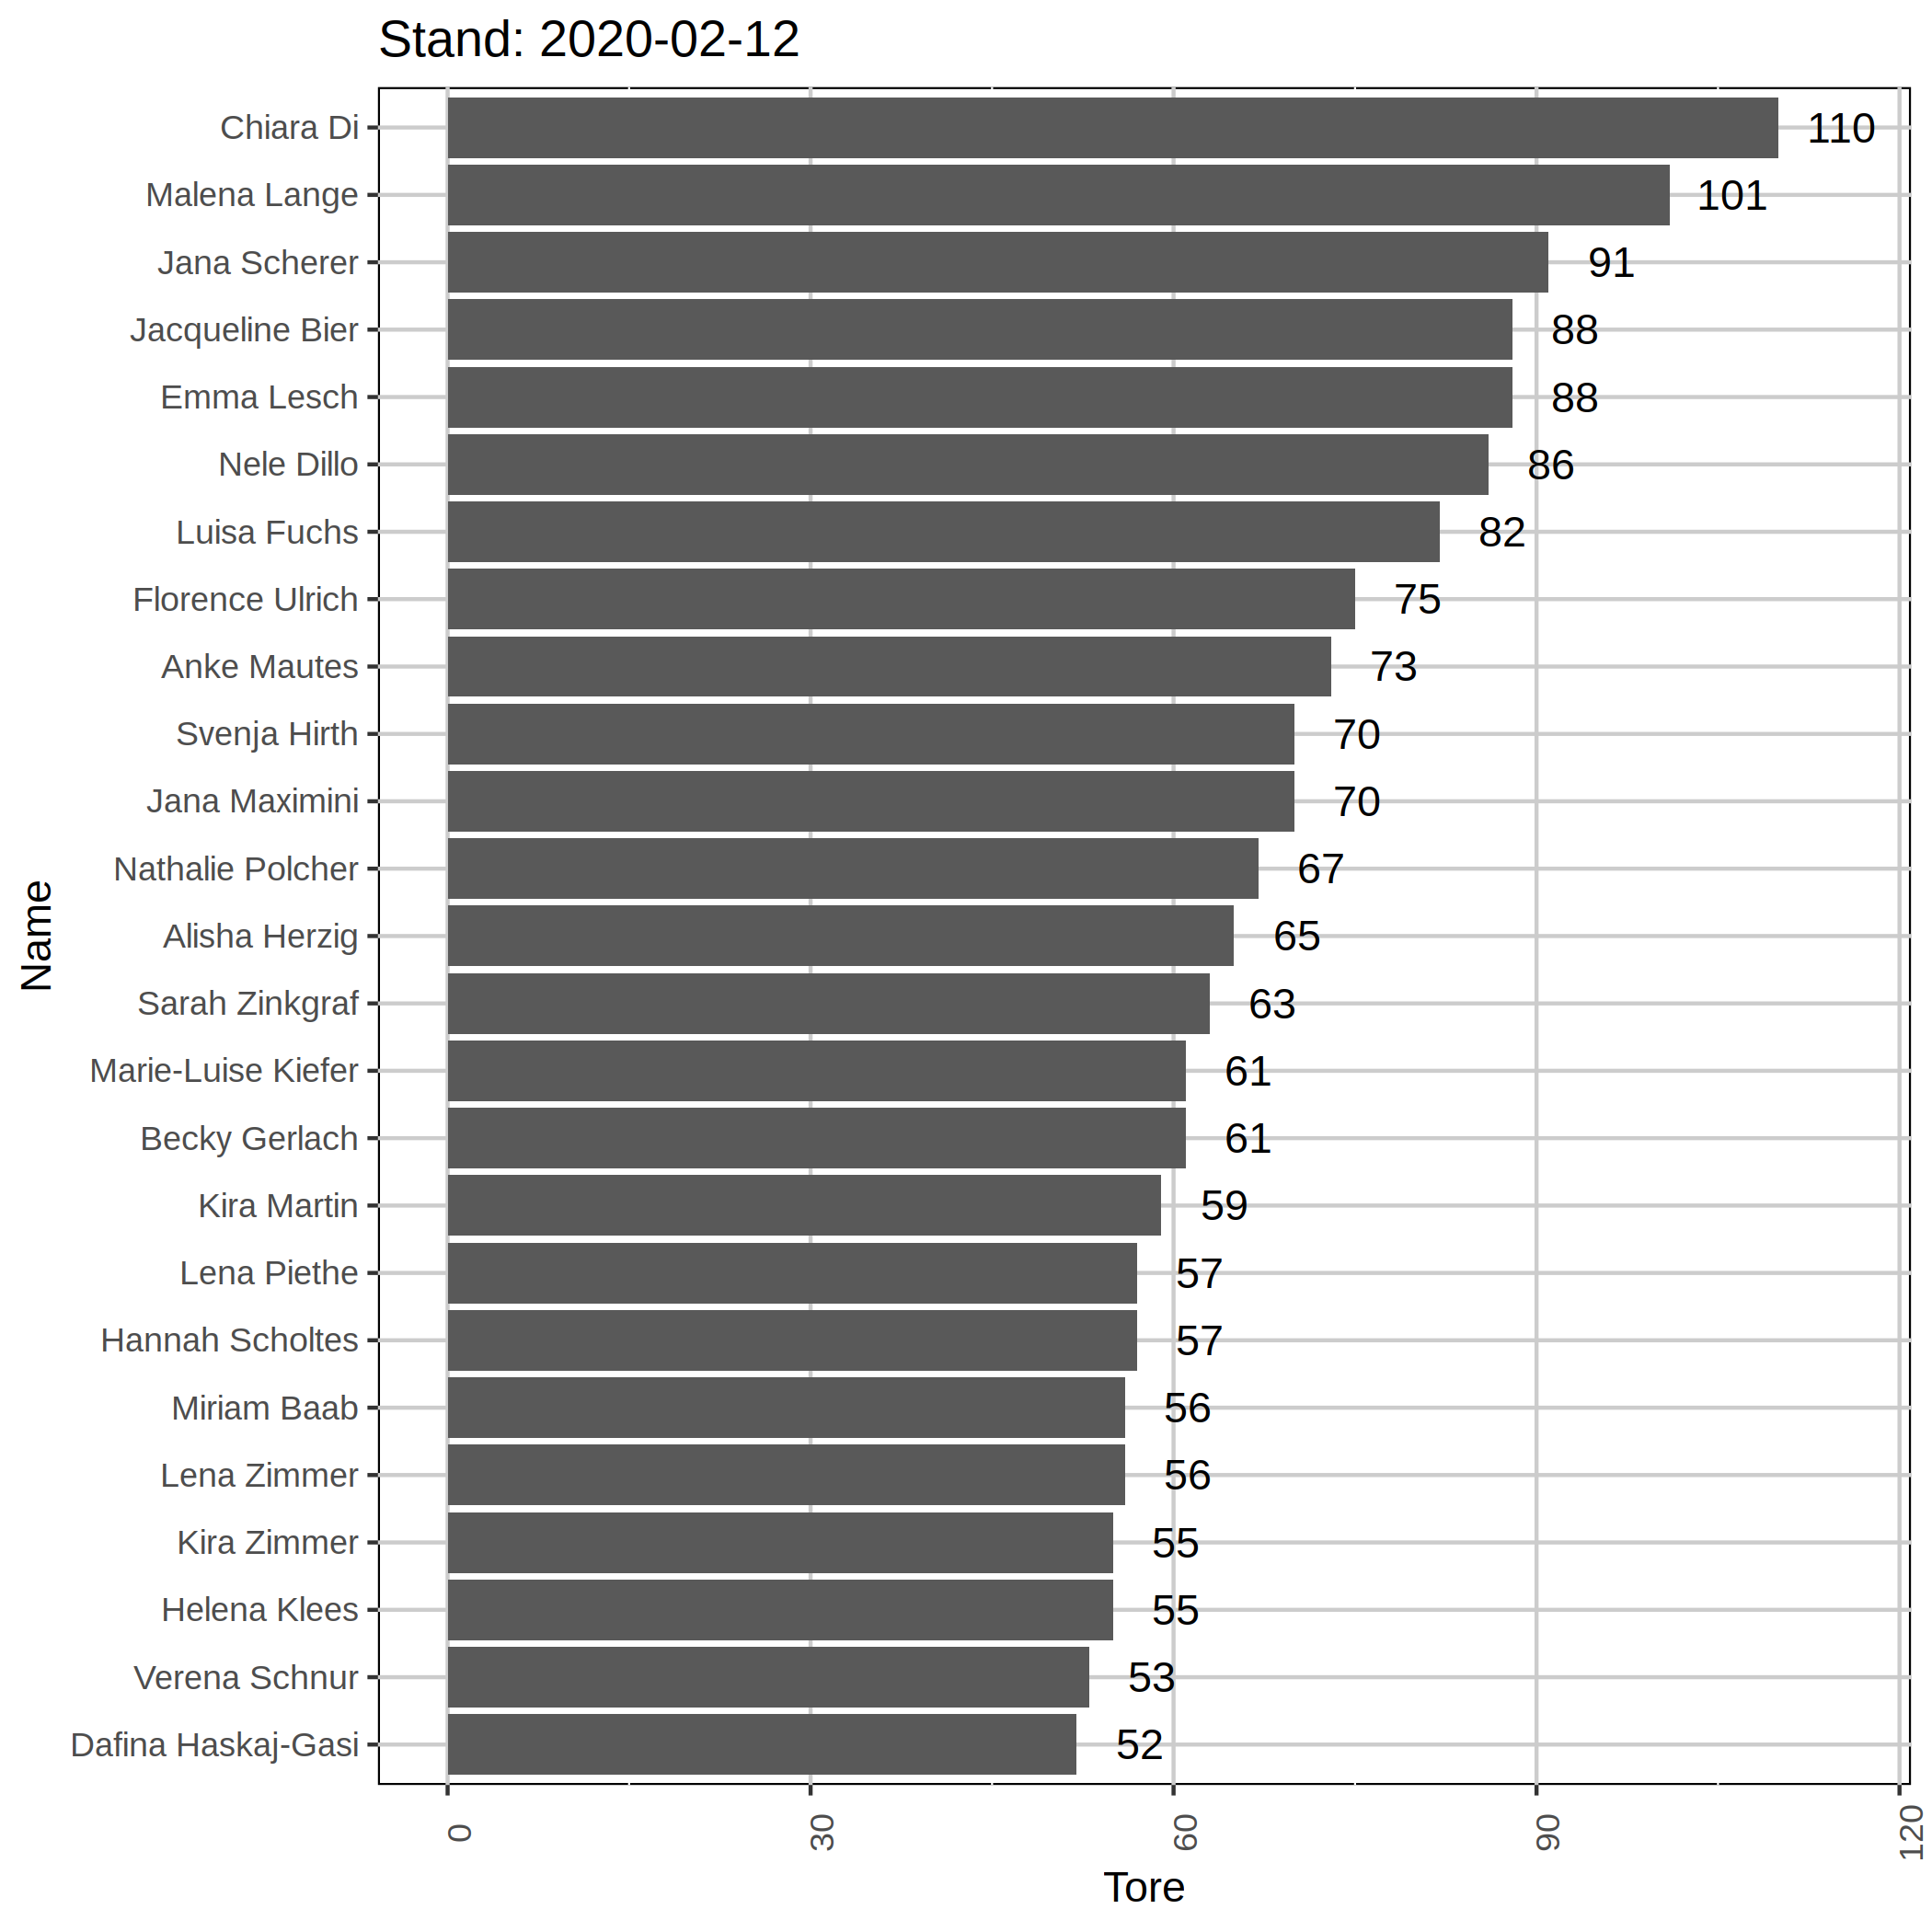 Stand: 2020-02-12
Chiara Di 110
Malena Lange 101
Jana Scherer 91
Jacqueline Bier 88
Emma Lesch 88
Nele Dillo 86
Luisa Fuchs 82
Florence Ulrich 75
Anke Mautes 73
Svenja Hirth 70
Jana Maximini 70
Nathalie Polcher 67
Alisha Herzig 65
Sarah Zinkgraf 63
Marie-Luise Kiefer 61
Becky Gerlach 61
Kira Martin 59
Lena Piethe 57
Hannah Scholtes 57
Miriam Baab 56
Lena Zimmer 56
Kira Zimmer 55
Helena Klees 55
Verena Schnur 53
Dafina Haskaj-Gasi 52
Name
0 30 60 90 120
Tore